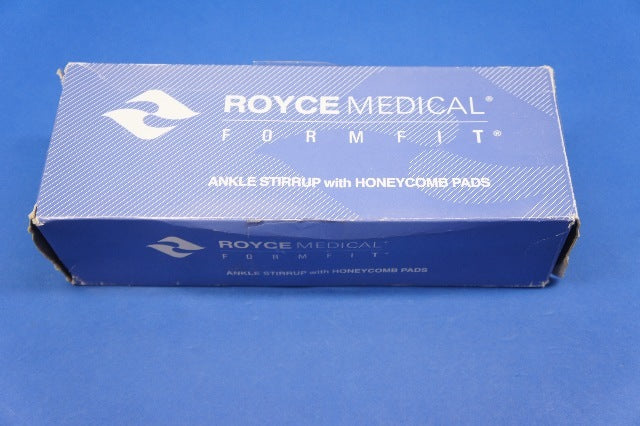 ROYCE MEDICAL®
FORMFIT®
ANKLE STIRRUP with HONEYCOMB PADS
ROYCE MEDICAL®
FORMFIT®
ANKLE STIRRUP with HONEYCOMB PADS